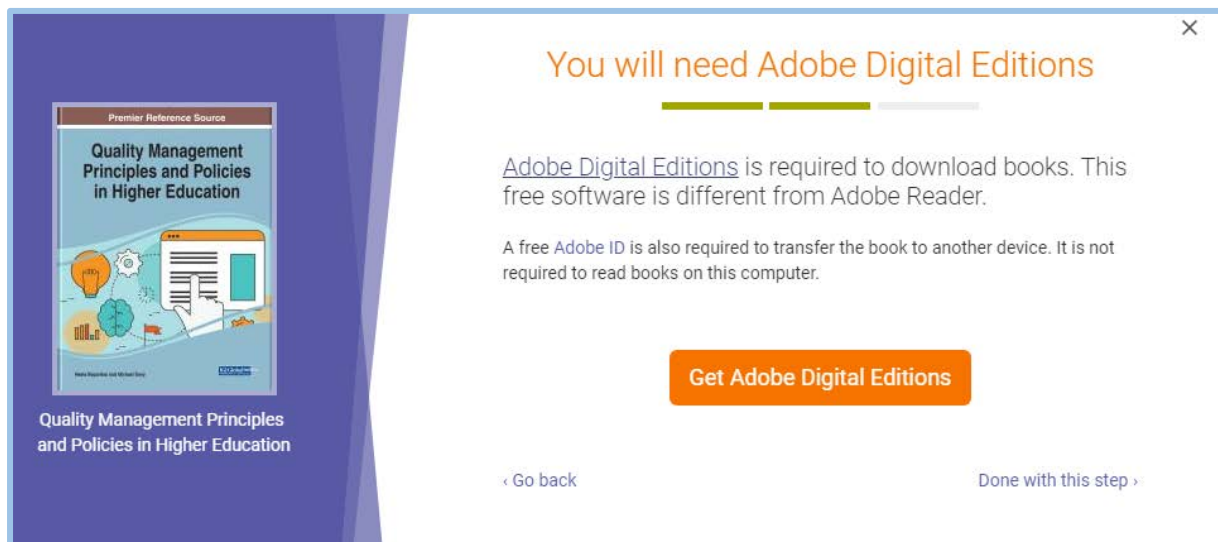 Premier Reference Source
Quality Management
Principles and Policies
in Higher Education
Quality Management Principles
and Policies in Higher Education
You will need Adobe Digital Editions
Adobe Digital Editions is required to download books. This
free software is different from Adobe Reader.
A free Adobe ID is also required to transfer the book to another device. It is not
required to read books on this computer.
Get Adobe Digital Editions
‹ Go back
Done with this step ›